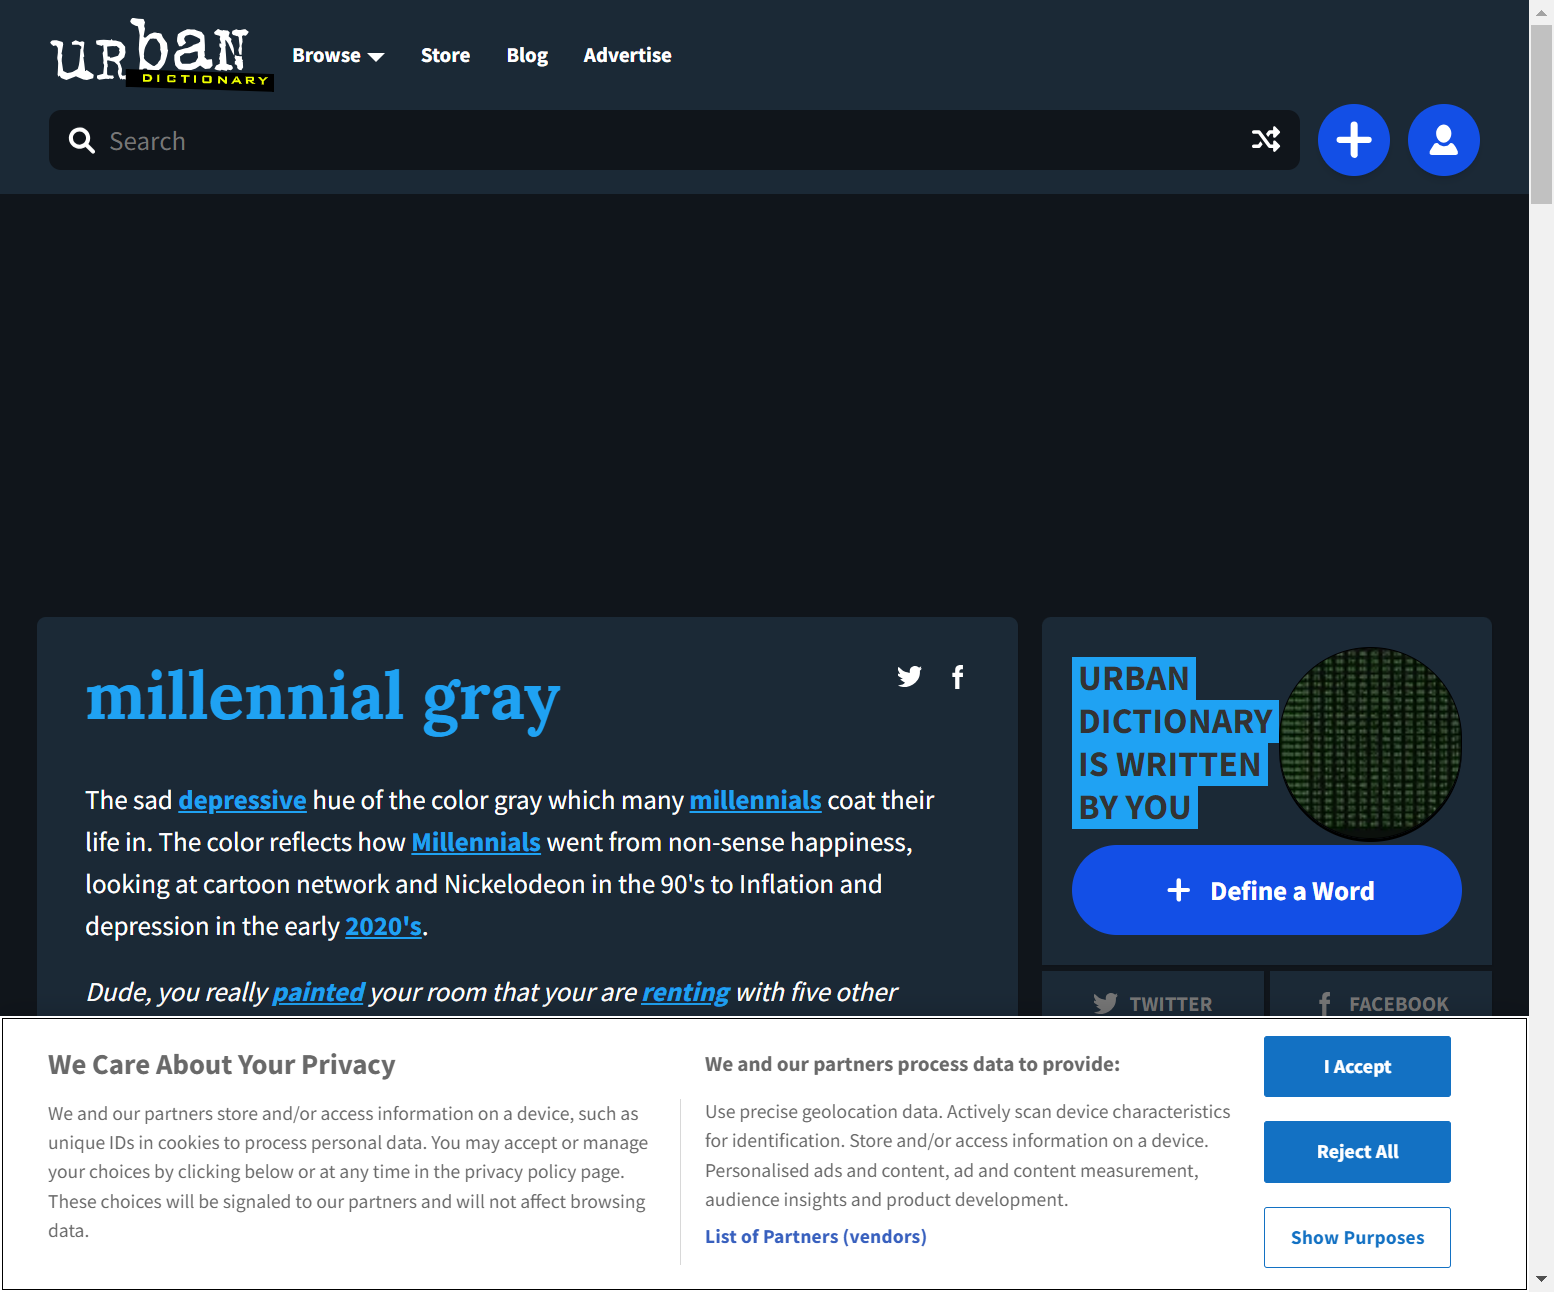 urban
DICTIONARY
Browse
Store
Blog
Advertise
Search
millennial gray
The sad depressive hue of the color gray which many millennials coat their
life in. The color reflects how Millennials went from non-sense happiness,
looking at cartoon network and Nickelodeon in the 90's to Inflation and
depression in the early 2020's.
Dude, you really painted your room that your are renting with five other
URBAN
DICTIONARY
IS WRITTEN
BY YOU
Define a Word
TWITTER
FACEBOOK
We Care About Your Privacy
We and our partners store and/or access information on a device, such as
unique IDs in cookies to process personal data. You may accept or manage
your choices by clicking below or at any time in the privacy policy page.
These choices will be signaled to our partners and will not affect browsing
data.
We and our partners process data to provide:
Use precise geolocation data. Actively scan device characteristics
for identification. Store and/or access information on a device.
Personalised ads and content, ad and content measurement,
audience insights and product development.
List of Partners (vendors)
I Accept
Reject All
Show Purposes